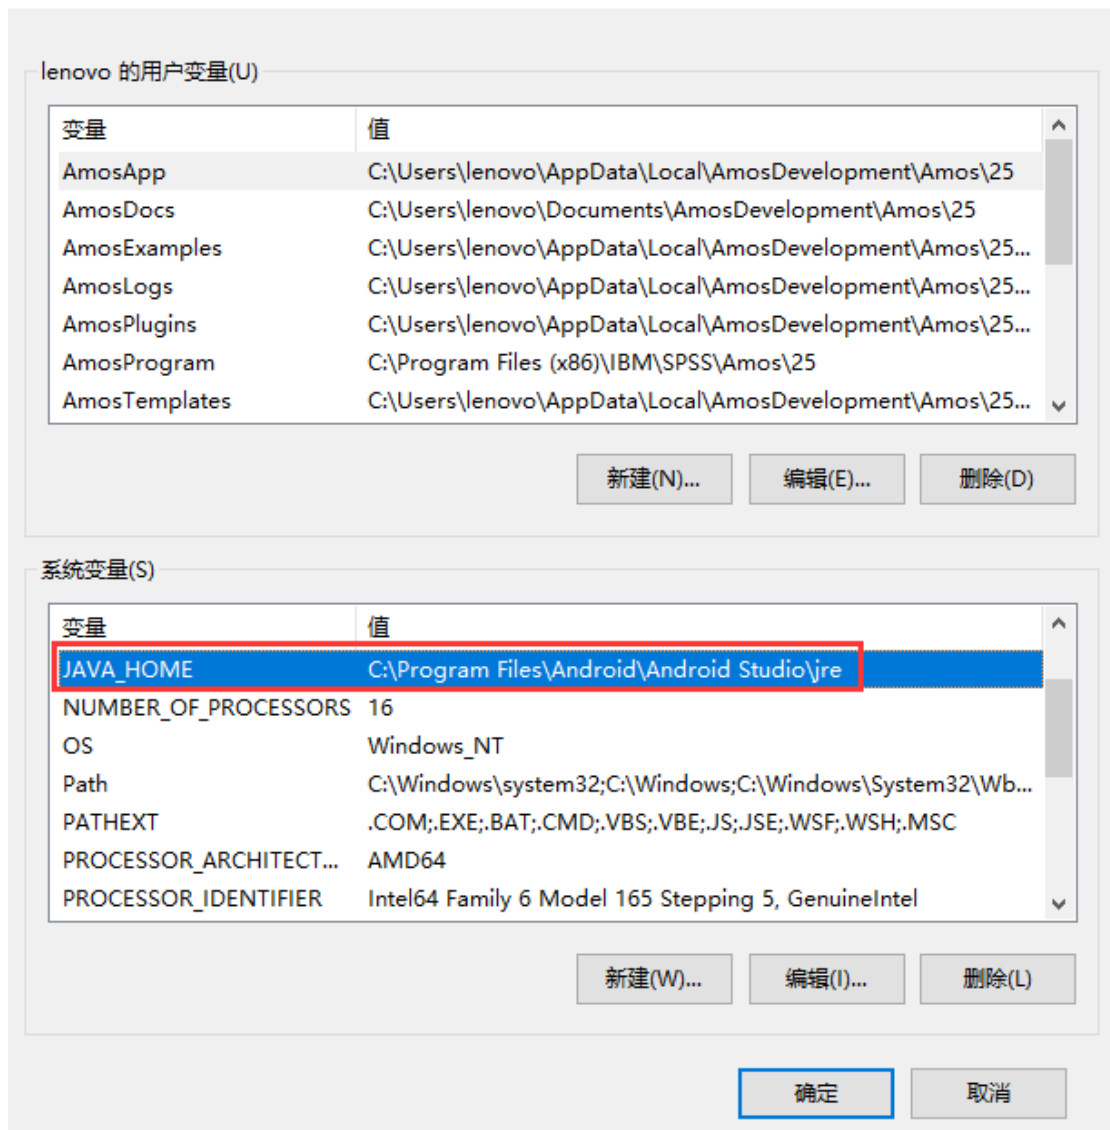 lenovo 的用户变量(U)
变量 值
AmosApp C:\Users\lenovo\AppData\Local\AmosDevelopment\Amos\25
AmosDocs C:\Users\lenovo\Documents\AmosDevelopment\Amos\25
AmosExamples C:\Users\lenovo\AppData\Local\AmosDevelopment\Amos\25...
AmosLogs C:\Users\lenovo\AppData\Local\AmosDevelopment\Amos\25...
AmosPlugins C:\Users\lenovo\AppData\Local\AmosDevelopment\Amos\25...
AmosProgram C:\Program Files (x86)\IBM\SPSS\Amos\25
AmosTemplates C:\Users\lenovo\AppData\Local\AmosDevelopment\Amos\25...
新建(N)... 编辑(E)... 删除(D)
系统变量(S)
变量 值
JAVA_HOME C:\Program Files\Android\Android Studio\jre
NUMBER_OF_PROCESSORS 16
OS Windows_NT
Path C:\Windows\system32;C:\Windows;C:\Windows\System32\Wb...
PATHEXT .COM;.EXE;.BAT;.CMD;.VBS;.VBE;.JS;.JSE;.WSF;.WSH;.MSC
PROCESSOR_ARCHITECT... AMD64
PROCESSOR_IDENTIFIER Intel64 Family 6 Model 165 Stepping 5, GenuineIntel
新建(W)... 编辑(I)... 删除(L)
确定 取消